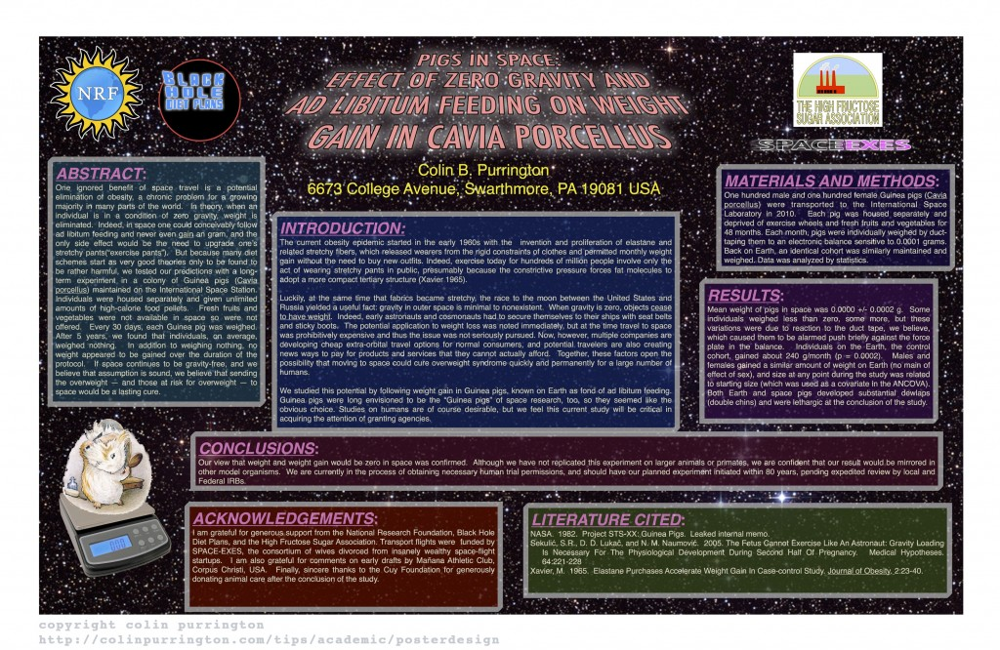 NRF
BLACK
HOLE
DIET PLANS
PIGS IN SPACE:
EFFECT OF ZERO GRAVITY AND
AD LIBITUM FEEDING ON WEIGHT
GAIN IN CAVIA PORCELLUS
Colin B. Purrington
6673 College Avenue, Swarthmore, PA 19081 USA
THE HIGH FRUCTOSE
SUGAR ASSOCIATION
SPACEEXES
ABSTRACT:
One ignored benefit of space travel is a potential
elimination of obesity, a chronic problem for a growing
majority in many parts of the world. In theory, when an
individual is in a condition of zero gravity, weight is
eliminated. Indeed, in space one could conceivably follow
ad libitum feeding and never even gain an gram, and the
only side effect would be the need to upgrade one's
stretchy pants("exercise pants"). But because many diet
schemes start as very good theories only to be found to
be rather harmful, we tested our predictions with a long-
term experiment in a colony of Guinea pigs (Cavia
porcellus) maintained on the International Space Station.
Individuals were housed separately and given unlimited
amounts of high-calorie food pellets. Fresh fruits and
vegetables were not available in space so were not
offered. Every 30 days, each Guinea pig was weighed.
After 5 years, we found that individuals, on average,
weighed nothing. In addition to weighing nothing, no
weight appeared to be gained over the duration of the
protocol. If space continues to be gravity-free, and we
believe that assumption is sound, we believe that sending
the overweight — and those at risk for overweight — to
space would be a lasting cure.
INTRODUCTION:
The current obesity epidemic started in the early 1960s with the invention and proliferation of elastane and
related stretchy fibers, which released wearers from the rigid constraints of clothes and permitted monthly weight
gain without the need to buy new outfits. Indeed, exercise today for hundreds of million people involve only the
act of wearing stretchy pants in public, presumably because the constrictive pressure forces fat molecules to
adopt a more compact tertiary structure (Xavier 1965).
Luckily, at the same time that fabrics became stretchy, the race to the moon between the United States and
Russia yielded a useful fact: gravity in outer space is minimal to nonexistent. When gravity is zero, objects cease
to have weight. Indeed, early astronauts and cosmonauts had to secure themselves to their ships with seat belts
and sticky boots. The potential application to weight loss was noted immediately, but at the time travel to space
was prohibitively expensive and thus the issue was not seriously pursued. Now, however, multiple companies are
developing cheap extra-orbital travel options for normal consumers, and potential travelers are also creating
news ways to pay for products and services that they cannot actually afford. Together, these factors open the
possibility that moving to space could cure overweight syndrome quickly and permanently for a large number of
humans.
We studied this potential by following weight gain in Guinea pigs, known on Earth as fond of ad libitum feeding.
Guinea pigs were long envisioned to be the "Guinea pigs" of space research, too, so they seemed like the
obvious choice. Studies on humans are of course desirable, but we feel this current study will be critical in
acquiring the attention of granting agencies.
MATERIALS AND METHODS:
One hundred male and one hundred female Guinea pigs (Cavia
porcellus) were transported to the International Space
Laboratory in 2010. Each pig was housed separately and
deprived of exercise wheels and fresh fruits and vegetables for
48 months. Each month, pigs were individually weighed by duct-
taping them to an electronic balance sensitive to 0.0001 grams.
Back on Earth, an identical cohort was similarly maintained and
weighed. Data was analyzed by statistics.
RESULTS:
Mean weight of pigs in space was 0.0000 +/- 0.0002 g. Some
individuals weighed less than zero, some more, but these
variations were due to reaction to the duct tape, we believe,
which caused them to be alarmed push briefly against the force
plate in the balance. Individuals on the Earth, the control
cohort, gained about 240 g/month (p = 0.0002). Males and
females gained a similar amount of weight on Earth (no main of
effect of sex), and size at any point during the study was related
to starting size (which was used as a covariate in the ANCOVA).
Both Earth and space pigs developed substantial dewlaps
(double chins) and were lethargic at the conclusion of the study.
CONCLUSIONS:
Our view that weight and weight gain would be zero in space was confirmed. Although we have not replicated this experiment on larger animals or primates, we are confident that our result would be mirrored in
other model organisms. We are currently in the process of obtaining necessary human trial permissions, and should have our planned experiment initiated within 80 years, pending expedited review by local and
Federal IRBs.
ACKNOWLEDGEMENTS:
I am grateful for generous support from the National Research Foundation, Black Hole
Diet Plans, and the High Fructose Sugar Association. Transport flights were funded by
SPACE-EXES, the consortium of wives divorced from insanely wealthy space-flight
startups. I am also grateful for comments on early drafts by Mañana Athletic Club,
Corpus Christi, USA. Finally, sincere thanks to the Cuy Foundation for generously
donating animal care after the conclusion of the study.
LITERATURE CITED:
NASA. 1982. Project STS-XX: Guinea Pigs. Leaked internal memo.
Sekulić, S.R., D. D. Lukač, and N. M. Naumović. 2005. The Fetus Cannot Exercise Like An Astronaut: Gravity Loading
Is Necessary For The Physiological Development During Second Half Of Pregnancy. Medical Hypotheses.
64:221-228
Xavier, M. 1965. Elastane Purchases Accelerate Weight Gain In Case-control Study. Journal of Obesity. 2:23-40.
copyright colin purrington
http://colinpurrington.com/tips/academic/posterdesign